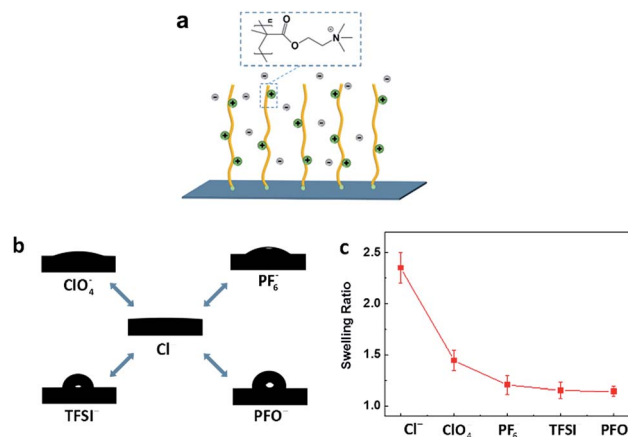 a
n
O
O
N
⊕
b
ClO₄⁻
PF₆⁻
Cl
TFSI⁻
PFO⁻
c
Swelling Ratio
2.5
2.0
1.5
1.0
Cl⁻
ClO₄
PF₆
TFSI
PFO